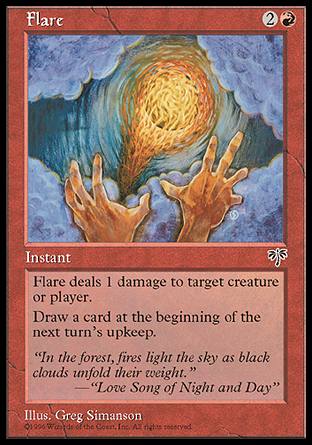 Flare 2
Instant
Flare deals 1 damage to target creature
or player.
Draw a card at the beginning of the
next turn's upkeep.
"In the forest, fires light the sky as black
clouds unfold their weight."
—"Love Song of Night and Day"
Illus. Greg Simanson
©1996 Wizards of the Coast, Inc. All rights reserved.